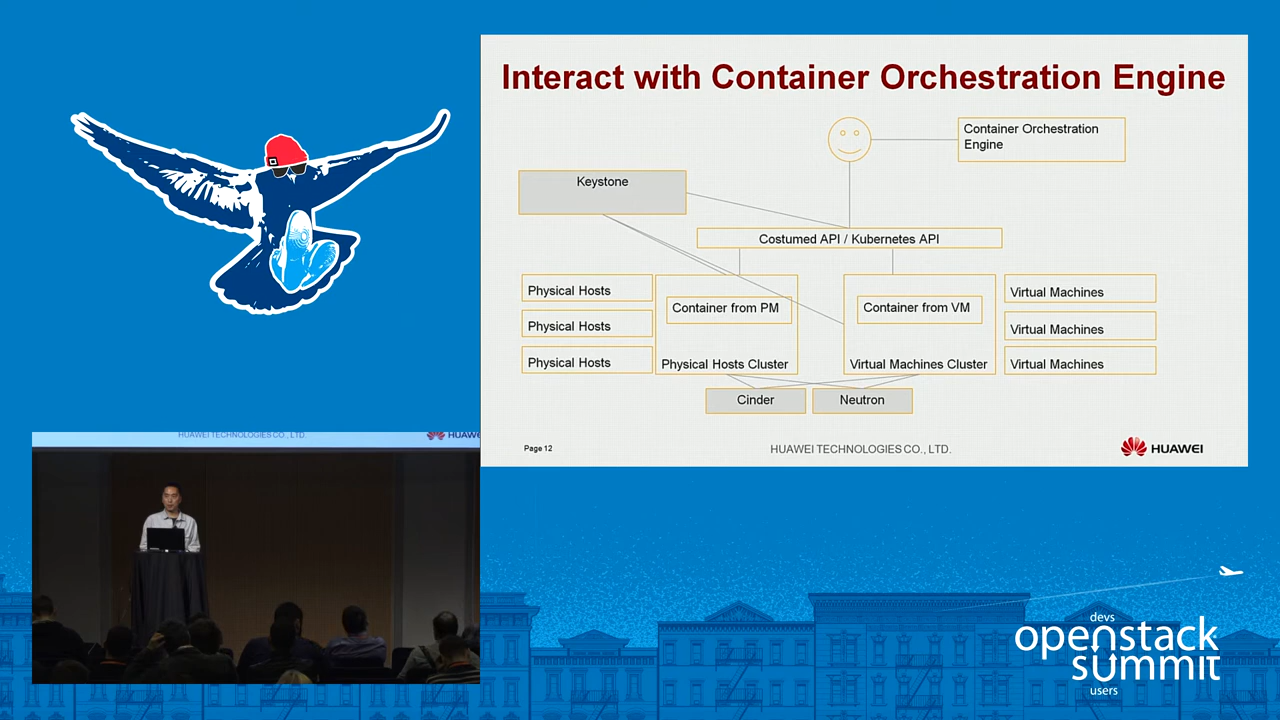 Interact with Container Orchestration Engine
Container Orchestration
Engine
Keystone
Costumed API / Kubernetes API
Physical Hosts
Physical Hosts
Physical Hosts
Container from PM
Physical Hosts Cluster
Container from VM
Virtual Machines Cluster
Virtual Machines
Virtual Machines
Virtual Machines
Cinder
Neutron
Page 12
HUAWEI TECHNOLOGIES CO., LTD.
HUAWEI
HUAWEI TECHNOLOGIES CO., LTD.
HUAWEI
devs
openstack
summit
users